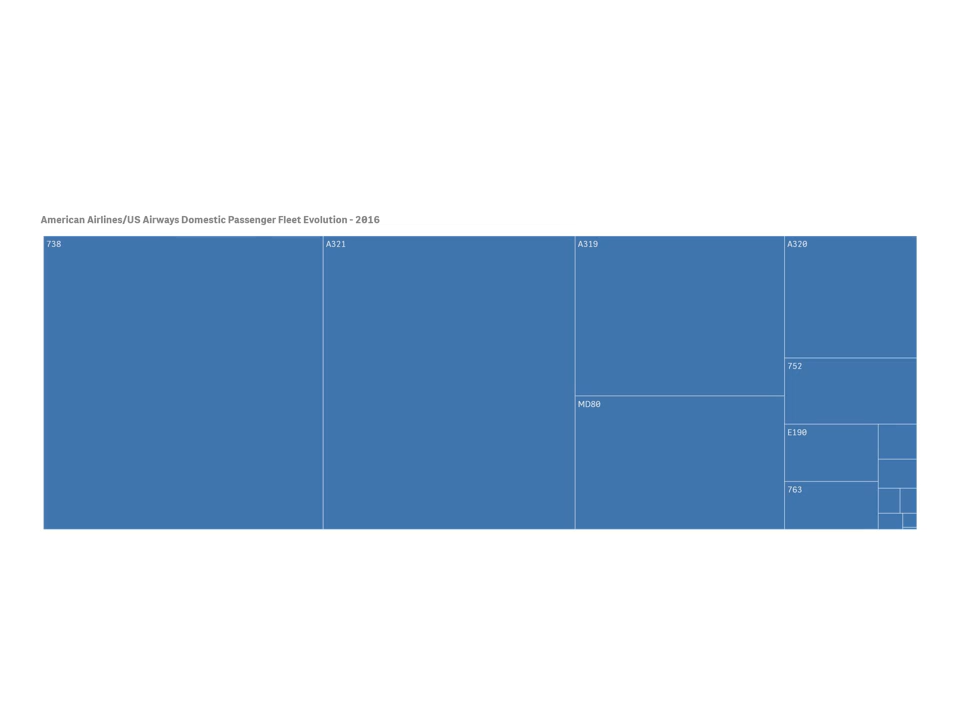 American Airlines/US Airways Domestic Passenger Fleet Evolution - 2016
738
A321
A319
A320
752
MD80
E190
763